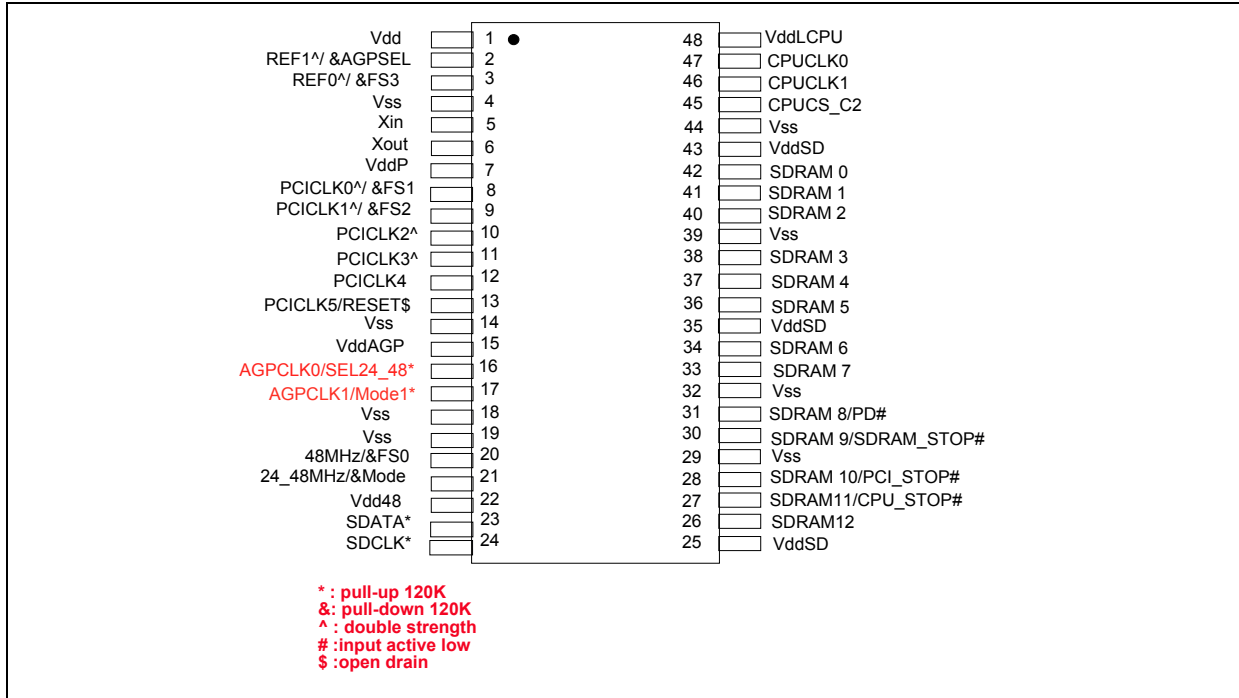 Vdd 1 48 VddLCPU
REF1^/ &AGPSEL 2 47 CPUCLK0
REF0^/ &FS3 3 46 CPUCLK1
Vss 4 45 CPUCS_C2
Xin 5 44 Vss
Xout 6 43 VddSD
VddP 7 42 SDRAM 0
PCICLK0^/ &FS1 8 41 SDRAM 1
PCICLK1^/ &FS2 9 40 SDRAM 2
PCICLK2^ 10 39 Vss
PCICLK3^ 11 38 SDRAM 3
PCICLK4 12 37 SDRAM 4
PCICLK5/RESET$ 13 36 SDRAM 5
Vss 14 35 VddSD
VddAGP 15 34 SDRAM 6
AGPCLK0/SEL24_48* 16 33 SDRAM 7
AGPCLK1/Mode1* 17 32 Vss
Vss 18 31 SDRAM 8/PD#
Vss 19 30 SDRAM 9/SDRAM_STOP#
48MHz/&FS0 20 29 Vss
24_48MHz/&Mode 21 28 SDRAM 10/PCI_STOP#
Vdd48 22 27 SDRAM11/CPU_STOP#
SDATA* 23 26 SDRAM12
SDCLK* 24 25 VddSD
* : pull-up 120K
&: pull-down 120K
^ : double strength
# :input active low
$ :open drain